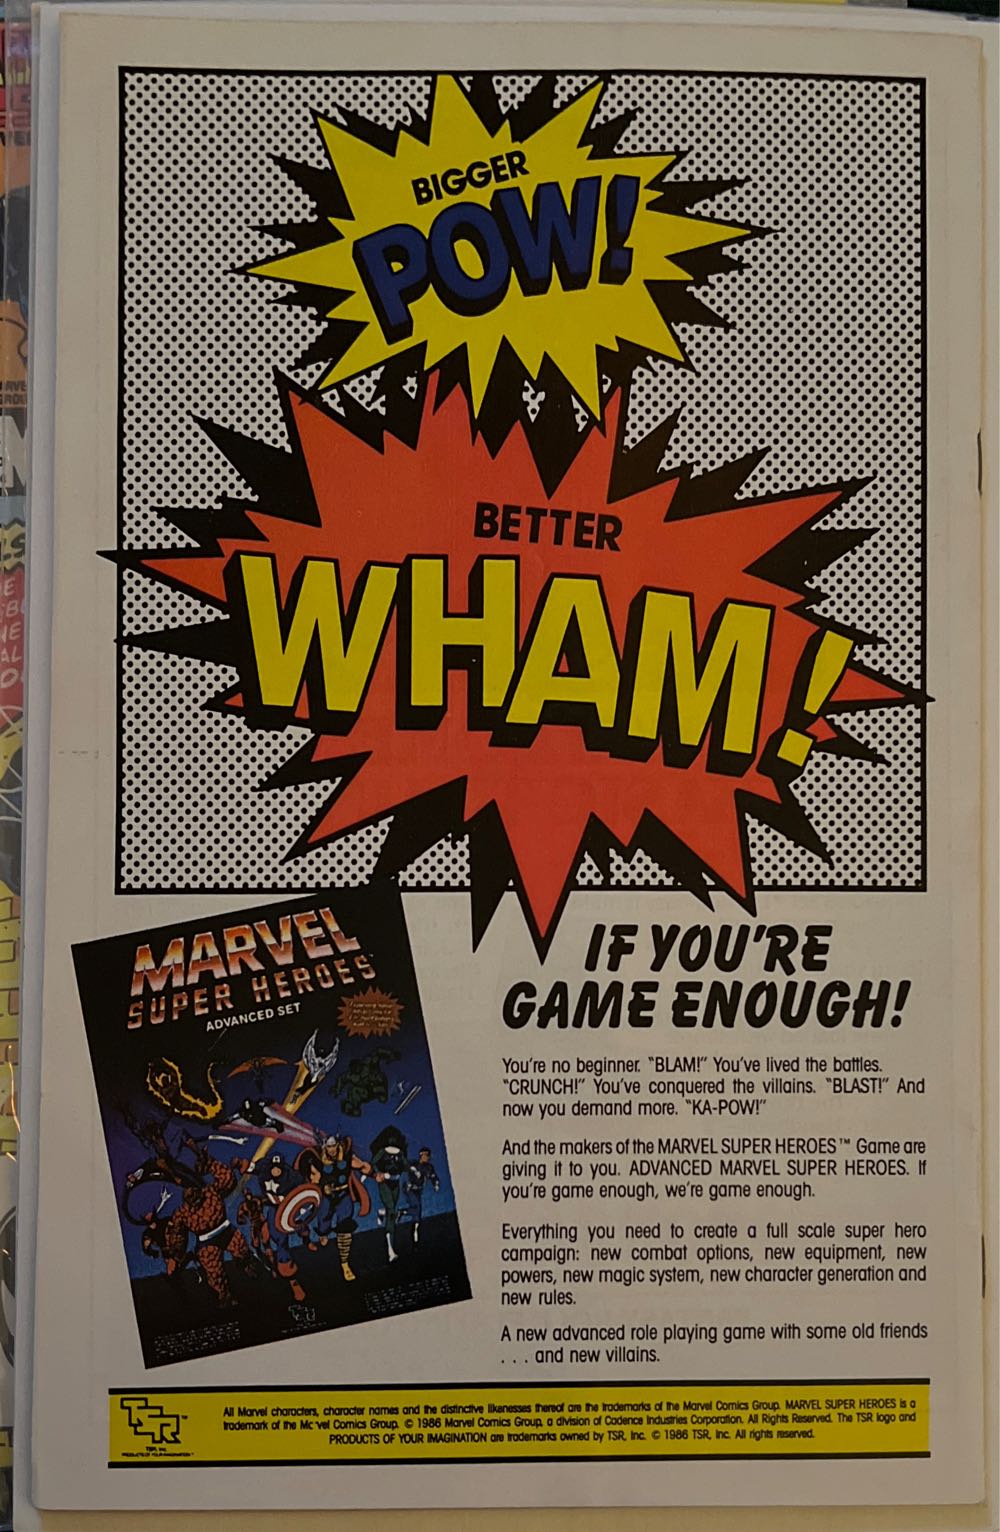 BIGGER
POW!
BETTER
WHAM!
IF YOU'RE
GAME ENOUGH!
MARVEL
SUPER HEROES
ADVANCED SET
You're no beginner. "BLAM!" You've lived the battles.
"CRUNCH!" You've conquered the villains. "BLAST!" And
now you demand more. "KA-POW!"
And the makers of the MARVEL SUPER HEROES™ Game are
giving it to you. ADVANCED MARVEL SUPER HEROES. If
you're game enough, we're game enough.
Everything you need to create a full scale super hero
campaign: new combat options, new equipment, new
powers, new magic system, new character generation and
new rules.
A new advanced role playing game with some old friends
. . . and new villains.
TSR™
TSR, Inc.
PRODUCTS OF YOUR IMAGINATION™
All Marvel characters, character names and the distinctive likenesses thereof are the trademarks of the Marvel Comics Group. MARVEL SUPER HEROES is a
trademark of the Mc vel Comics Group. © 1986 Marvel Comics Group, a division of Cadence Industries Corporation. All Rights Reserved. The TSR logo and
PRODUCTS OF YOUR IMAGINATION are trademarks owned by TSR, Inc. © 1986 TSR, Inc. All rights reserved.